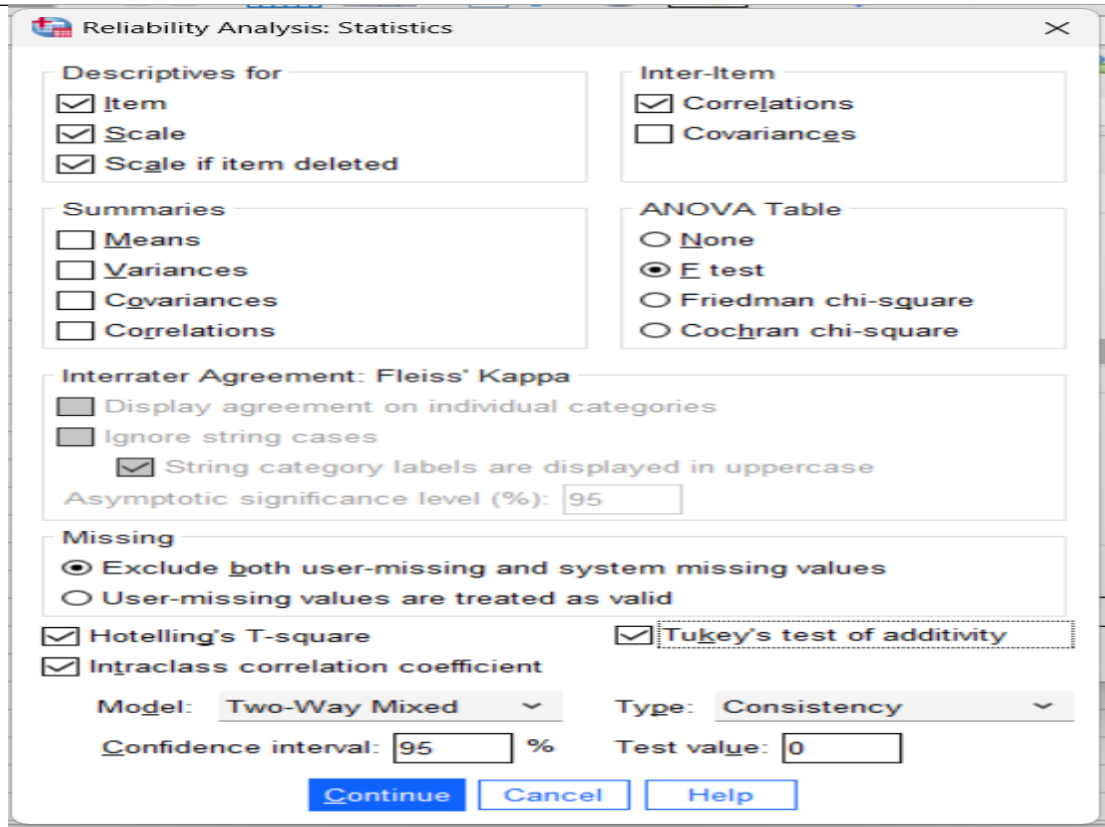 Reliability Analysis: Statistics
Descriptives for
Item
Scale
Scale if item deleted
Inter-Item
Correlations
Covariances
Summaries
Means
Variances
Covariances
Correlations
ANOVA Table
None
F test
Friedman chi-square
Cochran chi-square
Interrater Agreement: Fleiss' Kappa
Display agreement on individual categories
Ignore string cases
String category labels are displayed in uppercase
Asymptotic significance level (%): 95
Missing
Exclude both user-missing and system missing values
User-missing values are treated as valid
Hotelling's T-square
Tukey's test of additivity
Intraclass correlation coefficient
Model: Two-Way Mixed
Type: Consistency
Confidence interval: 95 %
Test value: 0
Continue
Cancel
Help